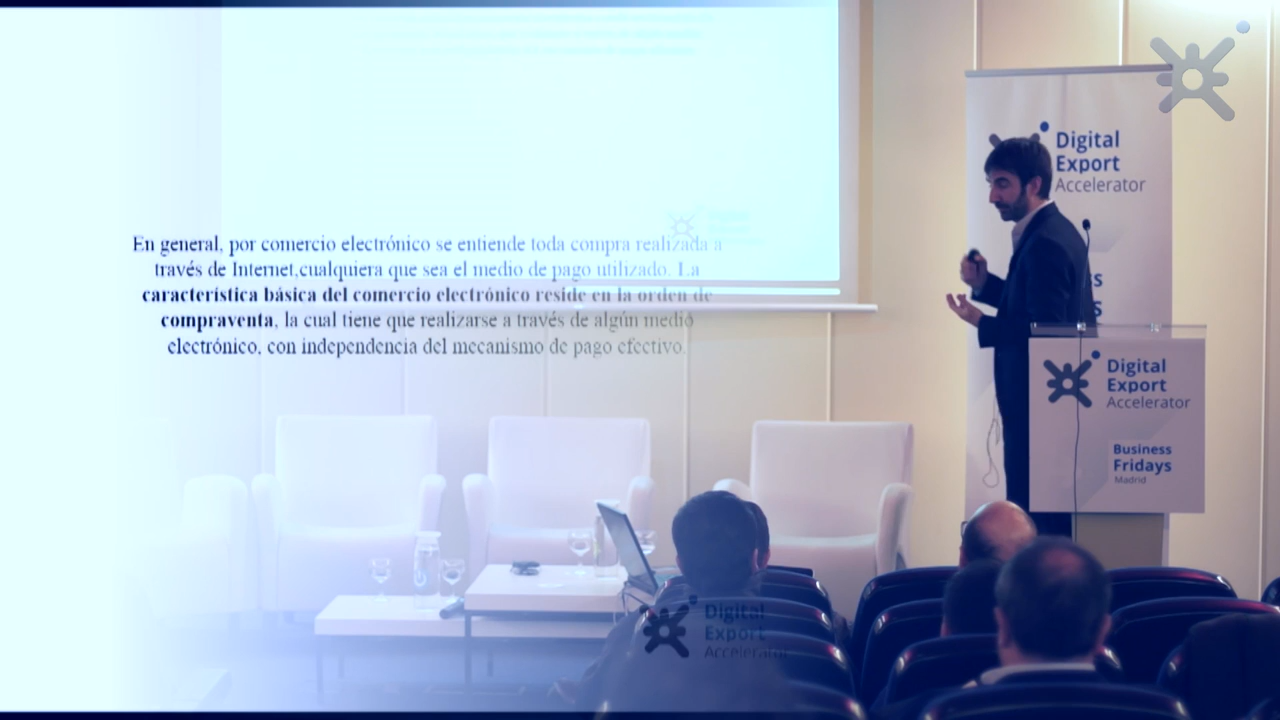 En general, por comercio electrónico se entiende toda compra realizada a
través de Internet,cualquiera que sea el medio de pago utilizado. La
característica básica del comercio electrónico reside en la orden de
compraventa, la cual tiene que realizarse a través de algún medio
electrónico, con independencia del mecanismo de pago efectivo.
Digital
Export
Accelerator
Digital
Export
Accelerator
Business
Fridays
Madrid
Digital
Export
Accelerator